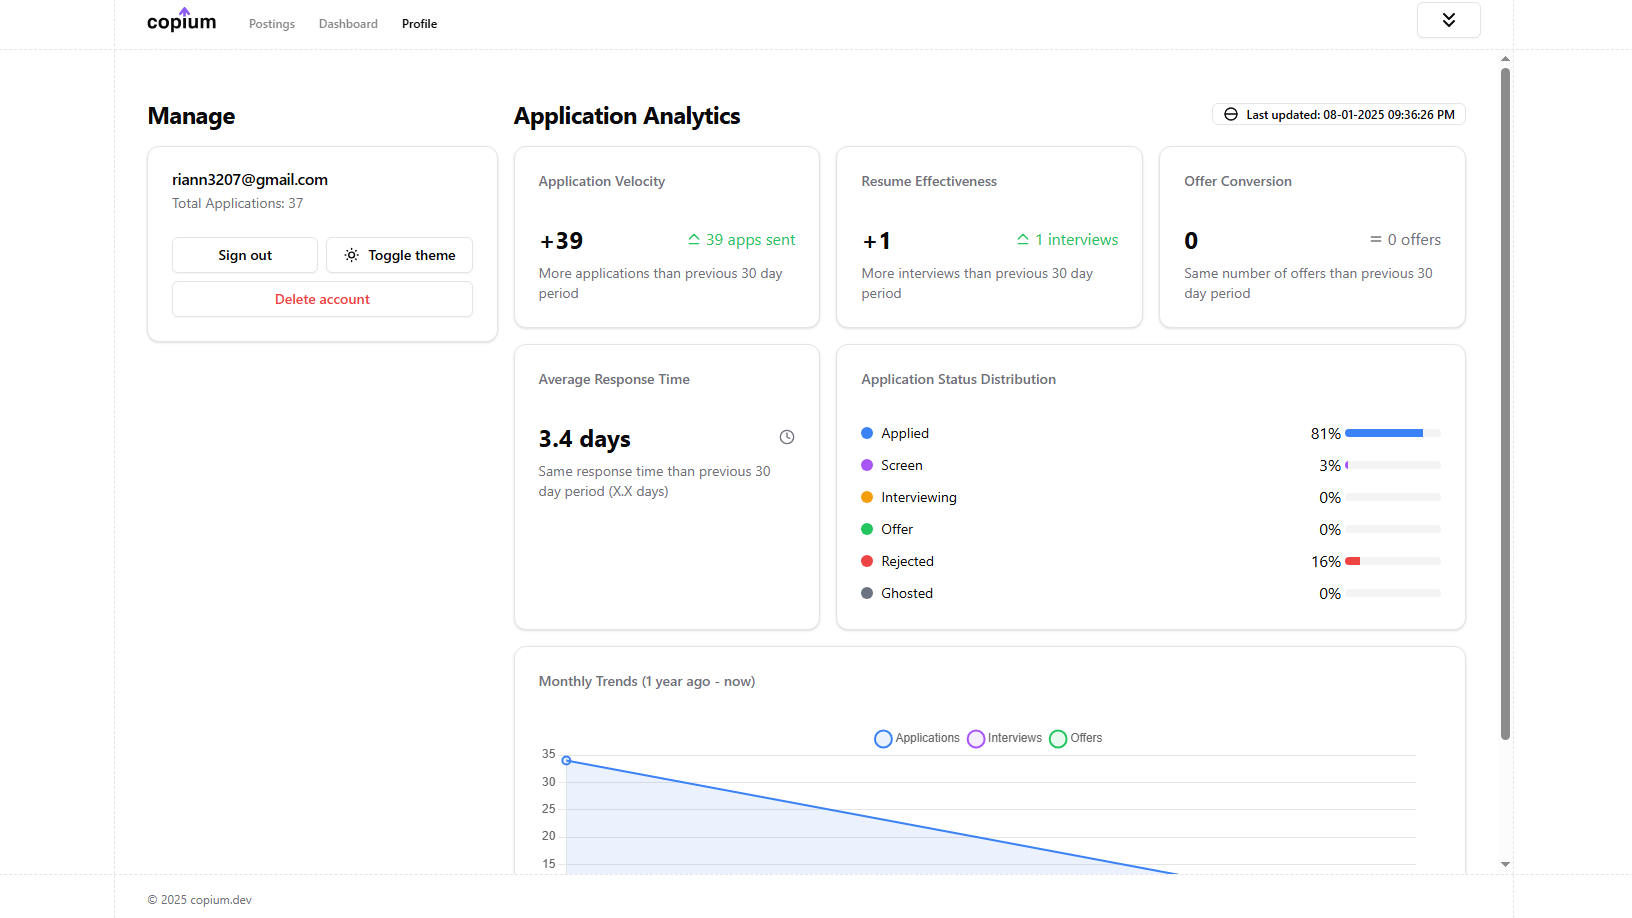 copium
Postings
Dashboard
Profile
Manage
riann3207@gmail.com
Total Applications: 37
Sign out
Toggle theme
Delete account
Application Analytics
Last updated: 08-01-2025 09:36:26 PM
Application Velocity
+39
39 apps sent
More applications than previous 30 day
period
Resume Effectiveness
+1
1 interviews
More interviews than previous 30 day
period
Offer Conversion
0
= 0 offers
Same number of offers than previous 30
day period
Average Response Time
3.4 days
Same response time than previous 30
day period (X.X days)
Application Status Distribution
Applied 81%
Screen 3%
Interviewing 0%
Offer 0%
Rejected 16%
Ghosted 0%
Monthly Trends (1 year ago - now)
Applications Interviews Offers
35
30
25
20
15
© 2025 copium.dev